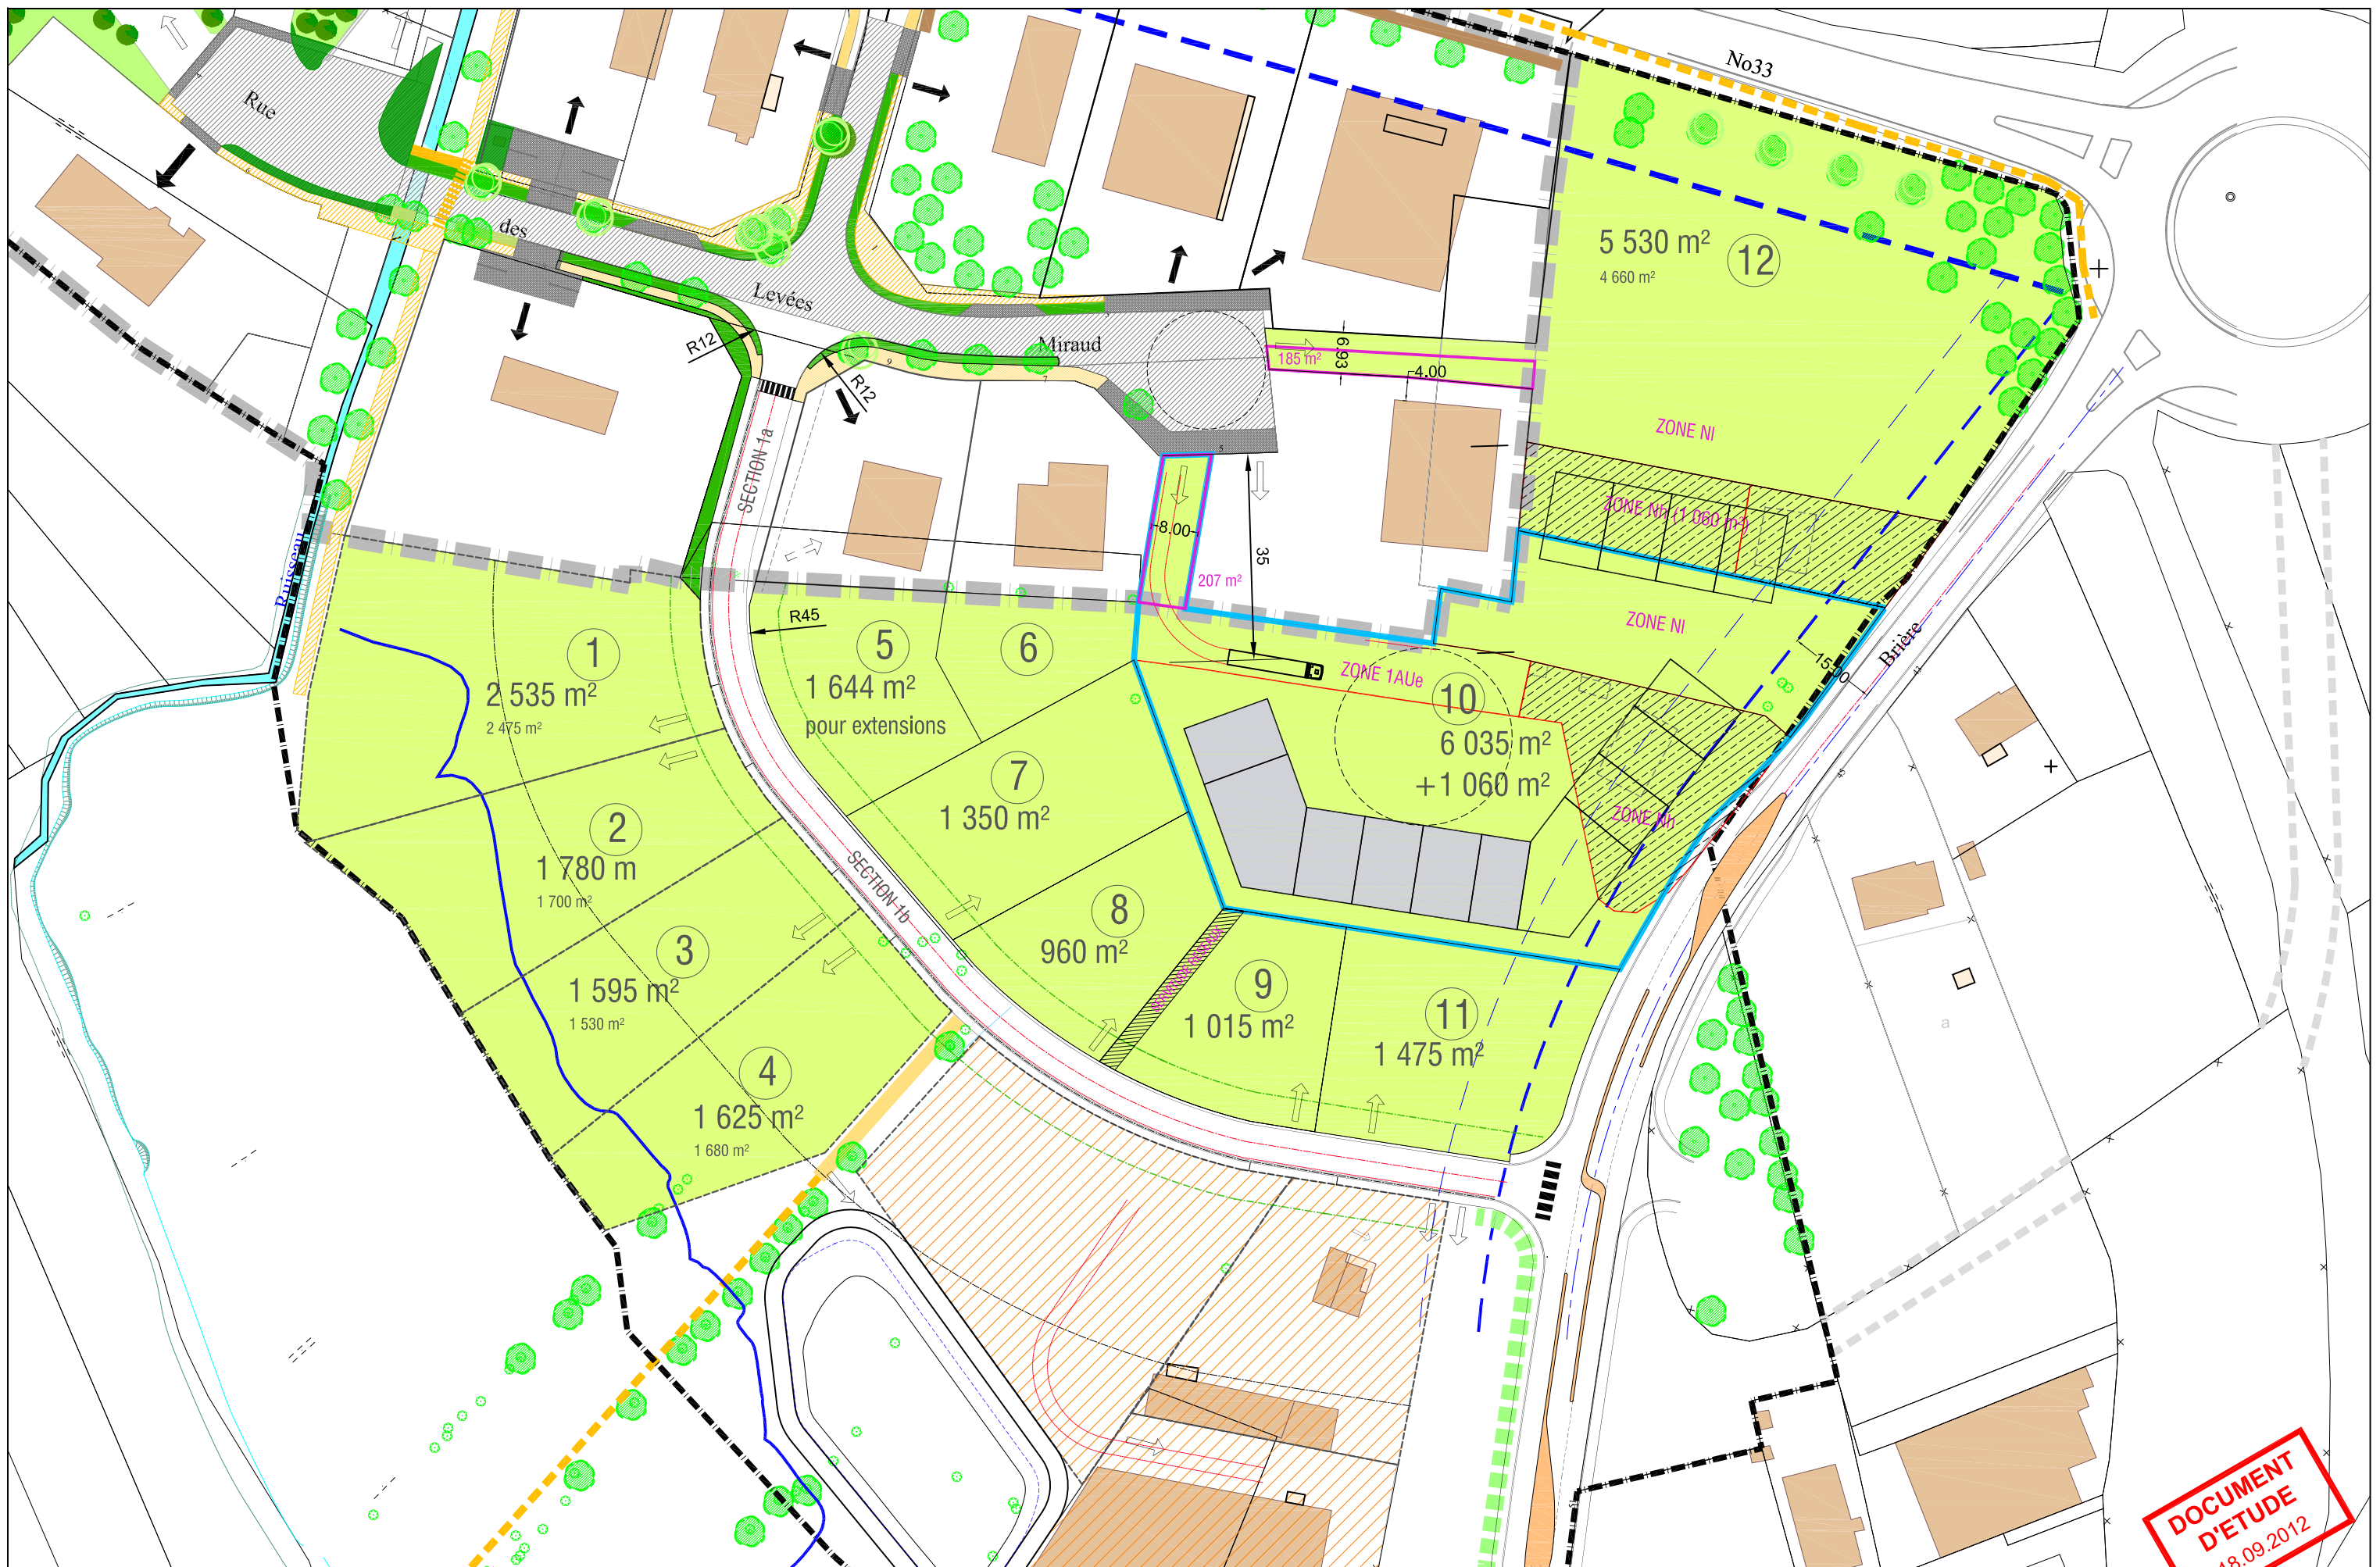 No33
Rue
des
Levées
Miraud
5 530 m²
12
4 660 m²
R12
R12
185 m²
6.93
4.00
ZONE Nl
SECTION 1a
ZONE Nh (1 060 m²)
8.00
35
207 m²
Ruisseau
R45
ZONE Nl
Brière
15.00
1
2 535 m²
2 475 m²
5
1 644 m²
pour extensions
6
ZONE 1AUe
10
6 035 m²
+1 060 m²
7
1 350 m²
ZONE Nh
2
1 780 m
1 700 m²
SECTION 1b
8
960 m²
3
1 595 m²
1 530 m²
9
1 015 m²
11
1 475 m²
a
4
1 625 m²
1 680 m²
DOCUMENT
D'ETUDE
18.09.2012